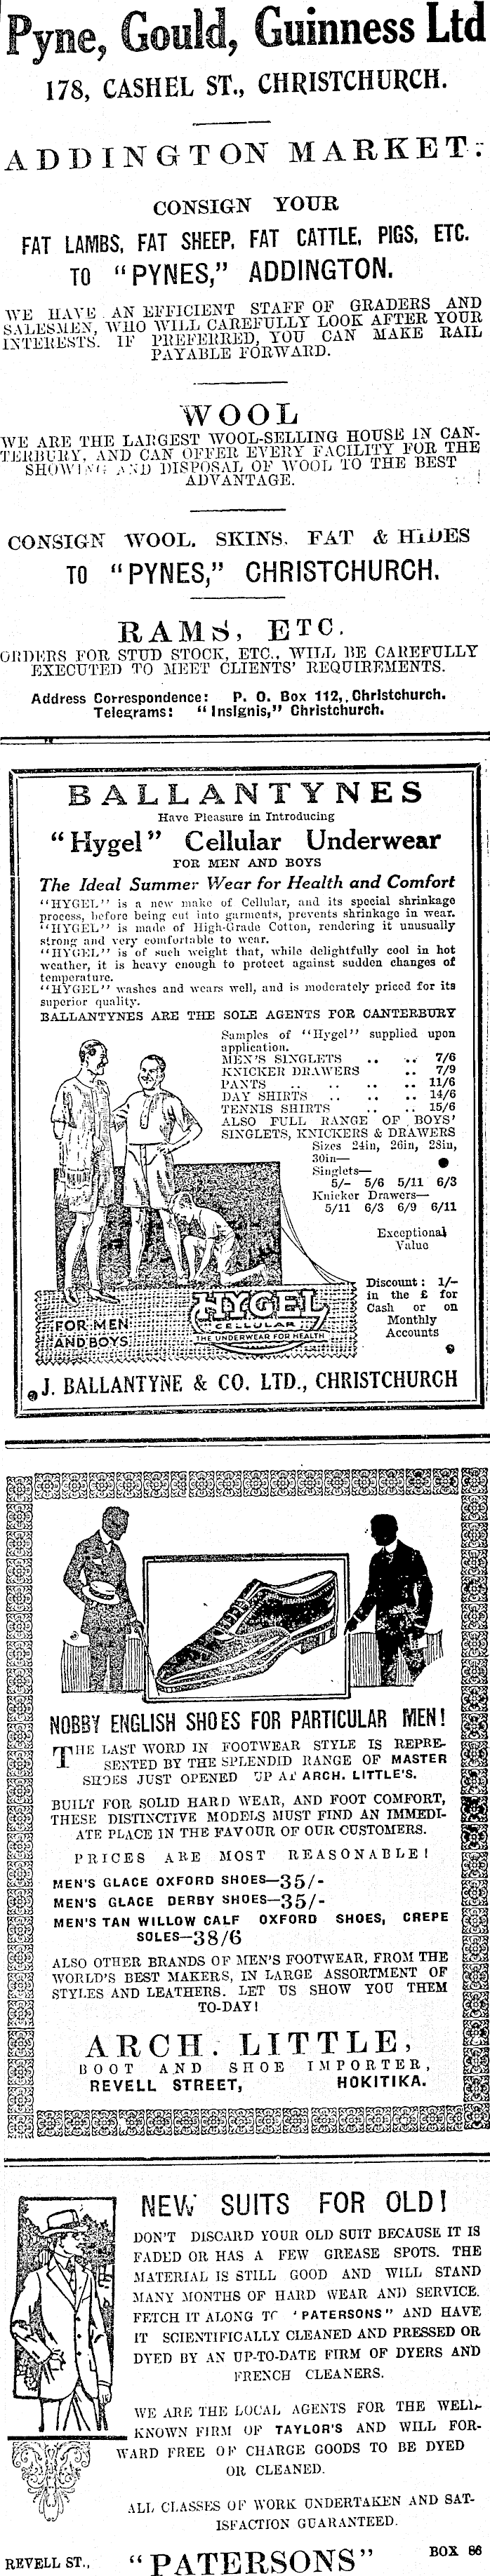 Pyne, Gould, Guinness Ltd
178, CASHEL ST., CHRISTCHURCH.
ADDINGTON MARKET:
CONSIGN YOUR
FAT LAMBS, FAT SHEEP, FAT CATTLE, PIGS, ETC.
TO "PYNES," ADDINGTON.
WE HAVE AN EFFICIENT STAFF OF GRADERS AND
SALESMEN, WHO WILL CAREFULLY LOOK AFTER YOUR
INTERESTS. IF PREFERRED, YOU CAN MAKE RAIL
PAYABLE FORWARD.
WOOL
WE ARE THE LARGEST WOOL-SELLING HOUSE IN CAN-
TERBURY, AND CAN OFFER EVERY FACILITY FOR THE
SHOWING AND DISPOSAL OF WOOL TO THE BEST
ADVANTAGE.
CONSIGN WOOL. SKINS. FAT & HIDES
TO "PYNES," CHRISTCHURCH.
RAMS, ETC.
ORDERS FOR STUD STOCK, ETC., WILL BE CAREFULLY
EXECUTED TO MEET CLIENTS' REQUIREMENTS.
Address Correspondence: P. O. Box 112, Christchurch.
Telegrams: "Insignis," Christchurch.
BALLANTYNES
Have Pleasure in Introducing
"Hygel" Cellular Underwear
FOR MEN AND BOYS
The Ideal Summer Wear for Health and Comfort
"HYGEL" is a new make of Cellular, and its special shrinkage
process, before being cut into garments, prevents shrinkage in wear.
"HYGEL" is made of High-Grade Cotton, rendering it unusually
strong and very comfortable to wear.
"HYGEL" is of such weight that, while delightfully cool in hot
weather, it is heavy enough to protect against sudden changes of
temperature.
"HYGEL" washes and wears well, and is moderately priced for its
superior quality.
BALLANTYNES ARE THE SOLE AGENTS FOR CANTERBURY
Samples of "Hygel" supplied upon
application.
MEN'S SINGLETS .. .. 7/6
KNICKER DRAWERS .. 7/9
PANTS .. .. .. .. 11/6
DAY SHIRTS .. .. .. 14/6
TENNIS SHIRTS .. .. 15/6
ALSO FULL RANGE OF BOYS'
SINGLETS, KNICKERS & DRAWERS
Sizes 24in, 26in, 28in,
30in—
Singlets—
5/- 5/6 5/11 6/3
Knicker Drawers—
5/11 6/3 6/9 6/11
Exceptional
Value
Discount: 1/-
in the £ for
Cash or on
Monthly
Accounts
FOR MEN
AND BOYS
HYGEL
CELLULAR
THE UNDERWEAR FOR HEALTH
J. BALLANTYNE & CO. LTD., CHRISTCHURCH
NOBBY ENGLISH SHOES FOR PARTICULAR MEN!
THE LAST WORD IN FOOTWEAR STYLE IS REPRE-
SENTED BY THE SPLENDID RANGE OF MASTER
SHOES JUST OPENED UP AT ARCH. LITTLE'S.
BUILT FOR SOLID HARD WEAR, AND FOOT COMFORT,
THESE DISTINCTIVE MODELS MUST FIND AN IMMEDI-
ATE PLACE IN THE FAVOUR OF OUR CUSTOMERS.
PRICES ARE MOST REASONABLE!
MEN'S GLACE OXFORD SHOES—35/-
MEN'S GLACE DERBY SHOES—35/-
MEN'S TAN WILLOW CALF OXFORD SHOES, CREPE
SOLES—38/6
ALSO OTHER BRANDS OF MEN'S FOOTWEAR, FROM THE
WORLD'S BEST MAKERS, IN LARGE ASSORTMENT OF
STYLES AND LEATHERS. LET US SHOW YOU THEM
TO-DAY!
ARCH. LITTLE,
BOOT AND SHOE IMPORTER,
REVELL STREET, HOKITIKA.
NEW SUITS FOR OLD!
DON'T DISCARD YOUR OLD SUIT BECAUSE IT IS
FADED OR HAS A FEW GREASE SPOTS. THE
MATERIAL IS STILL GOOD AND WILL STAND
MANY MONTHS OF HARD WEAR AND SERVICE.
FETCH IT ALONG TO 'PATERSONS" AND HAVE
IT SCIENTIFICALLY CLEANED AND PRESSED OR
DYED BY AN UP-TO-DATE FIRM OF DYERS AND
FRENCH CLEANERS.
WE ARE THE LOCAL AGENTS FOR THE WELL-
KNOWN FIRM OF TAYLOR'S AND WILL FOR-
WARD FREE OF CHARGE GOODS TO BE DYED
OR CLEANED.
ALL CLASSES OF WORK UNDERTAKEN AND SAT-
ISFACTION GUARANTEED.
REVELL ST., "PATERSONS" BOX 86